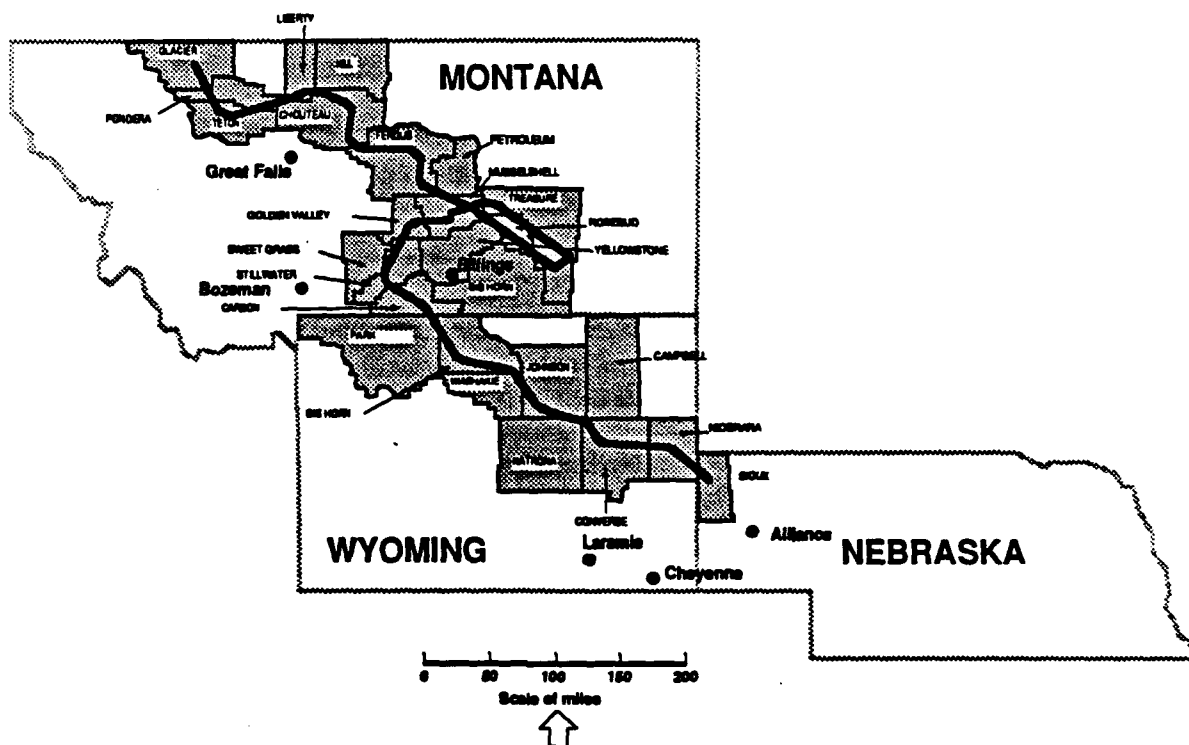 LIBERTY
GLACIER
HILL
MONTANA
PONDERA
TETON
CHOUTEAU
FERGUS
PETROLEUM
Great Falls
MUSSELSHELL
TREASURE
GOLDEN VALLEY
ROSEBUD
SWEET GRASS
YELLOWSTONE
STILLWATER
Billings
Bozeman
BIG HORN
CARBON
PARK
CAMPBELL
JOHNSON
WASHAKIE
BIG HORN
NIOBRARA
NATRONA
SIOUX
CONVERSE
Alliance
WYOMING
Laramie
NEBRASKA
Cheyenne
0 50 100 150 200
Scale of miles